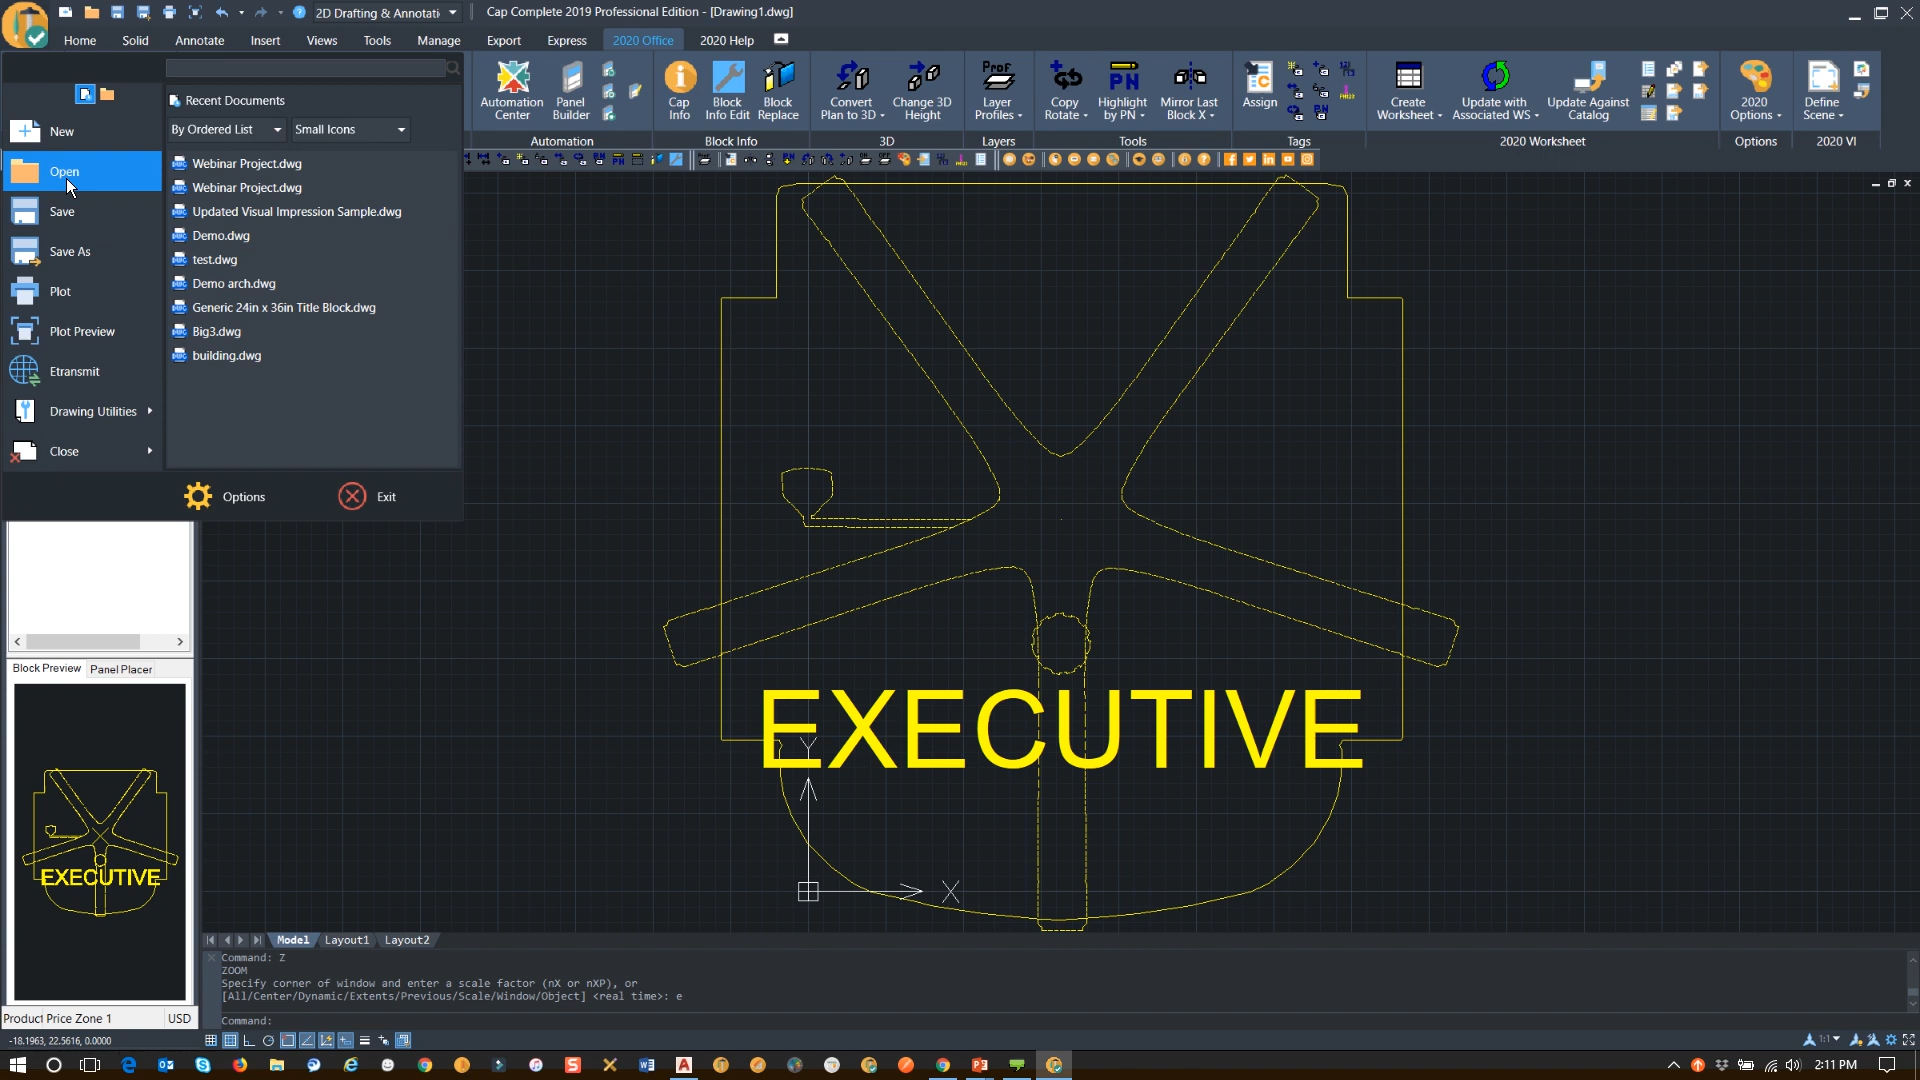 2D Drafting & Annotati
Cap Complete 2019 Professional Edition - [Drawing1.dwg]
Home
Solid
Annotate
Insert
Views
Tools
Manage
Export
Express
2020 Office
2020 Help
Automation Center
Panel Builder
Cap Info
Block Info Edit
Block Replace
Convert Plan to 3D
Change 3D Height
Layer Profiles
Copy Rotate
Highlight by PN
Mirror Last Block X
Assign
Create Worksheet
Update with Associated WS
Update Against Catalog
2020 Options
Define Scene
Automation
Block Info
3D
Layers
Tools
Tags
2020 Worksheet
Options
2020 VI
Recent Documents
By Ordered List
Small Icons
New
Open
Save
Save As
Plot
Plot Preview
Etransmit
Drawing Utilities
Close
Webinar Project.dwg
Webinar Project.dwg
Updated Visual Impression Sample.dwg
Demo.dwg
test.dwg
Demo arch.dwg
Generic 24in x 36in Title Block.dwg
Big3.dwg
building.dwg
Options
Exit
EXECUTIVE
Y
X
Block Preview
Panel Placer
EXECUTIVE
Product Price Zone 1
USD
Model
Layout1
Layout2
Command: Z
ZOOM
Specify corner of window and enter a scale factor (nX or nXP), or
[All/Center/Dynamic/Extents/Previous/Scale/Window/Object] <real time>: e
Command:
-18.1963, 22.5616, 0.0000
1:1
2:11 PM